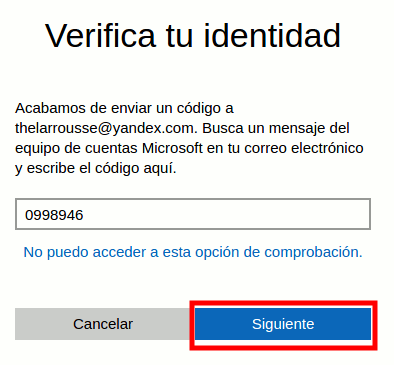 Verifica tu identidad
Acabamos de enviar un código a
thelarrousse@yandex.com. Busca un mensaje del
equipo de cuentas Microsoft en tu correo electrónico
y escribe el código aquí.
0998946
No puedo acceder a esta opción de comprobación.
Cancelar
Siguiente